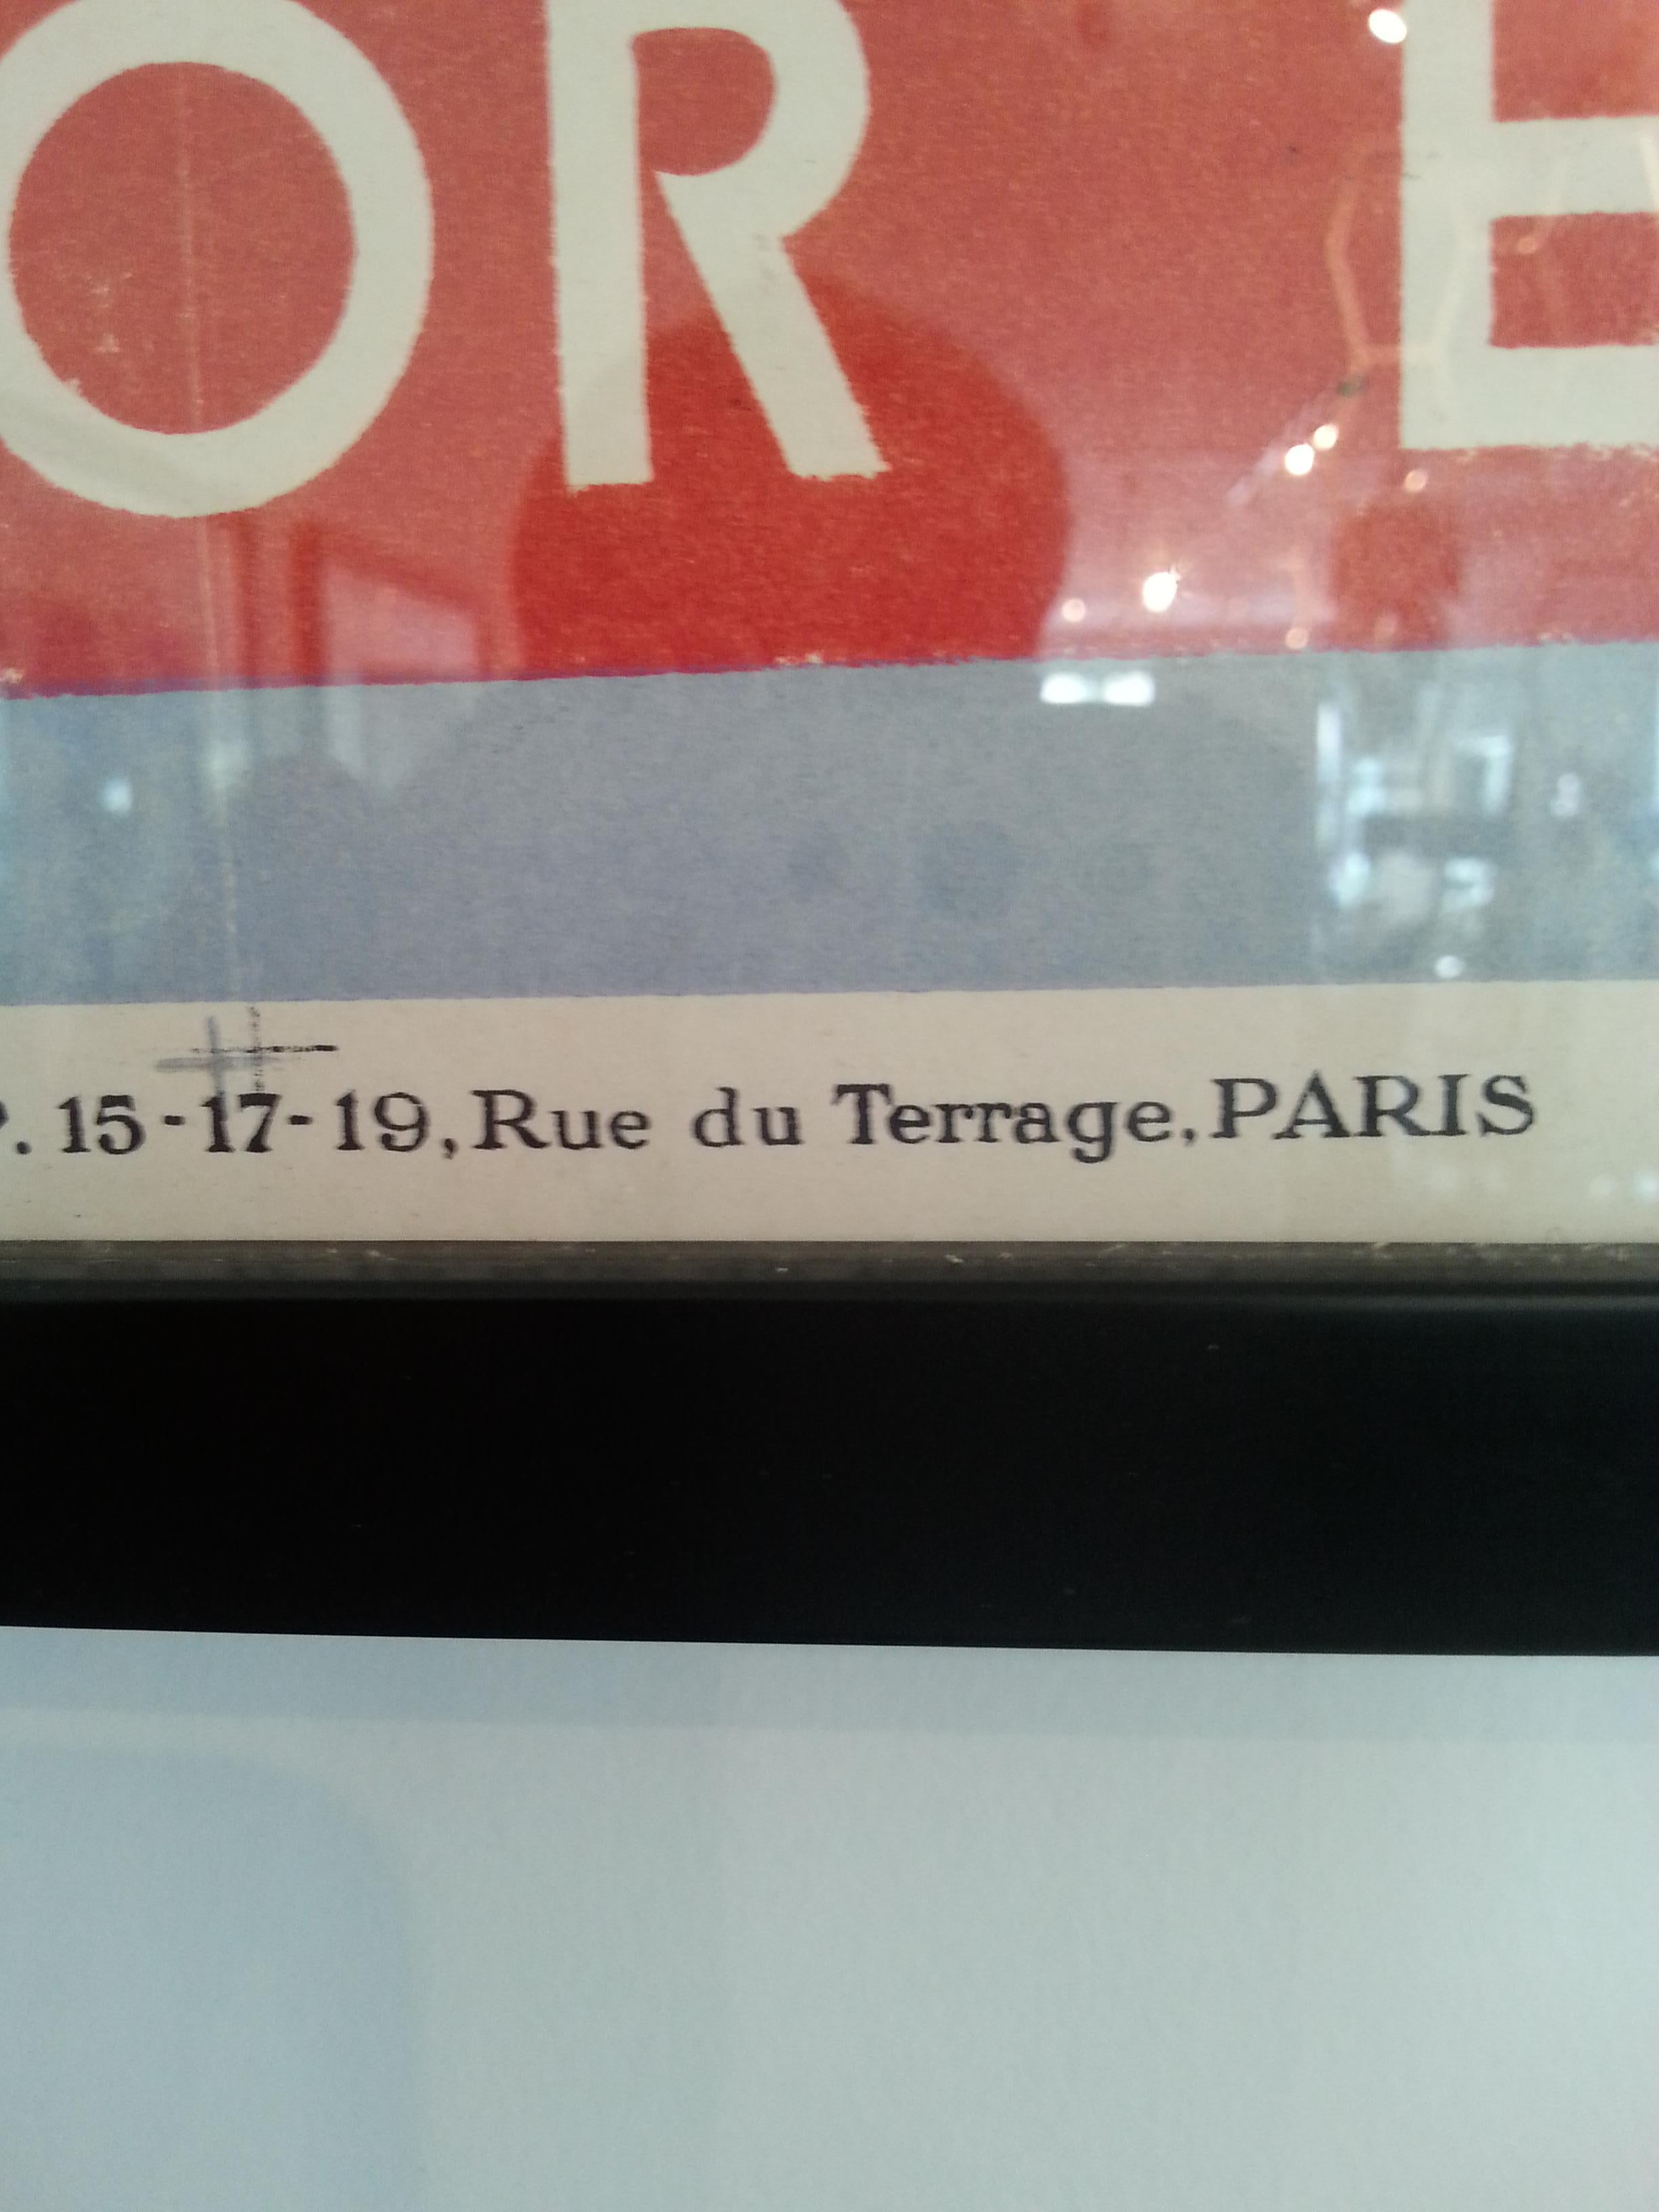 OR E
. 15-17-19, Rue du Terrage, PARIS